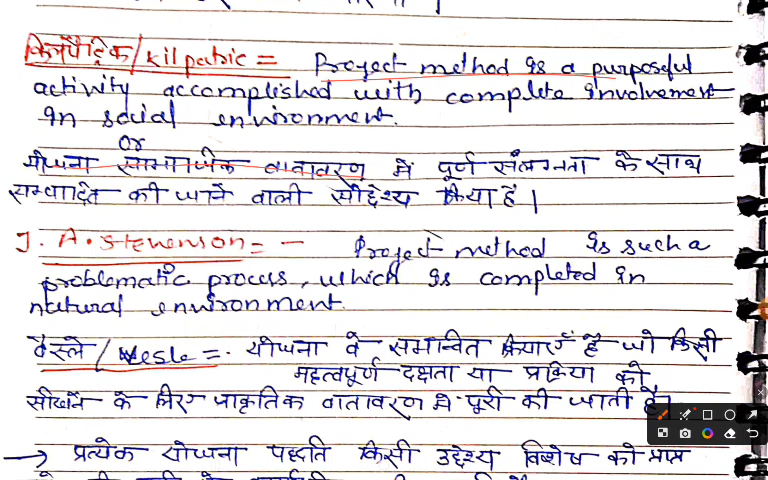 किलपैट्रिक/Kilpatric = Project method is a purposeful
activity accomplished with complete involvement
in social environment.
or
योजना सामाजिक वातावरण में पूर्ण संलग्नता के साथ
सम्पादित की जाने वाली सौद्देश्य क्रिया है।
J. A. Stevenson = - Project method is such a
problematic process, which is completed in
natural environment.
वैस्ले/Wesle =. योजना वे समान्वित क्रियाएँ है जो किसी
महत्वपूर्ण दक्षता या प्रक्रिया को
सीखने के लिए प्राकृतिक वातावरण में पूरी की जाती है।
→ प्रत्येक योजना पद्धति किसी उद्देश्य विशेष को प्राप्त